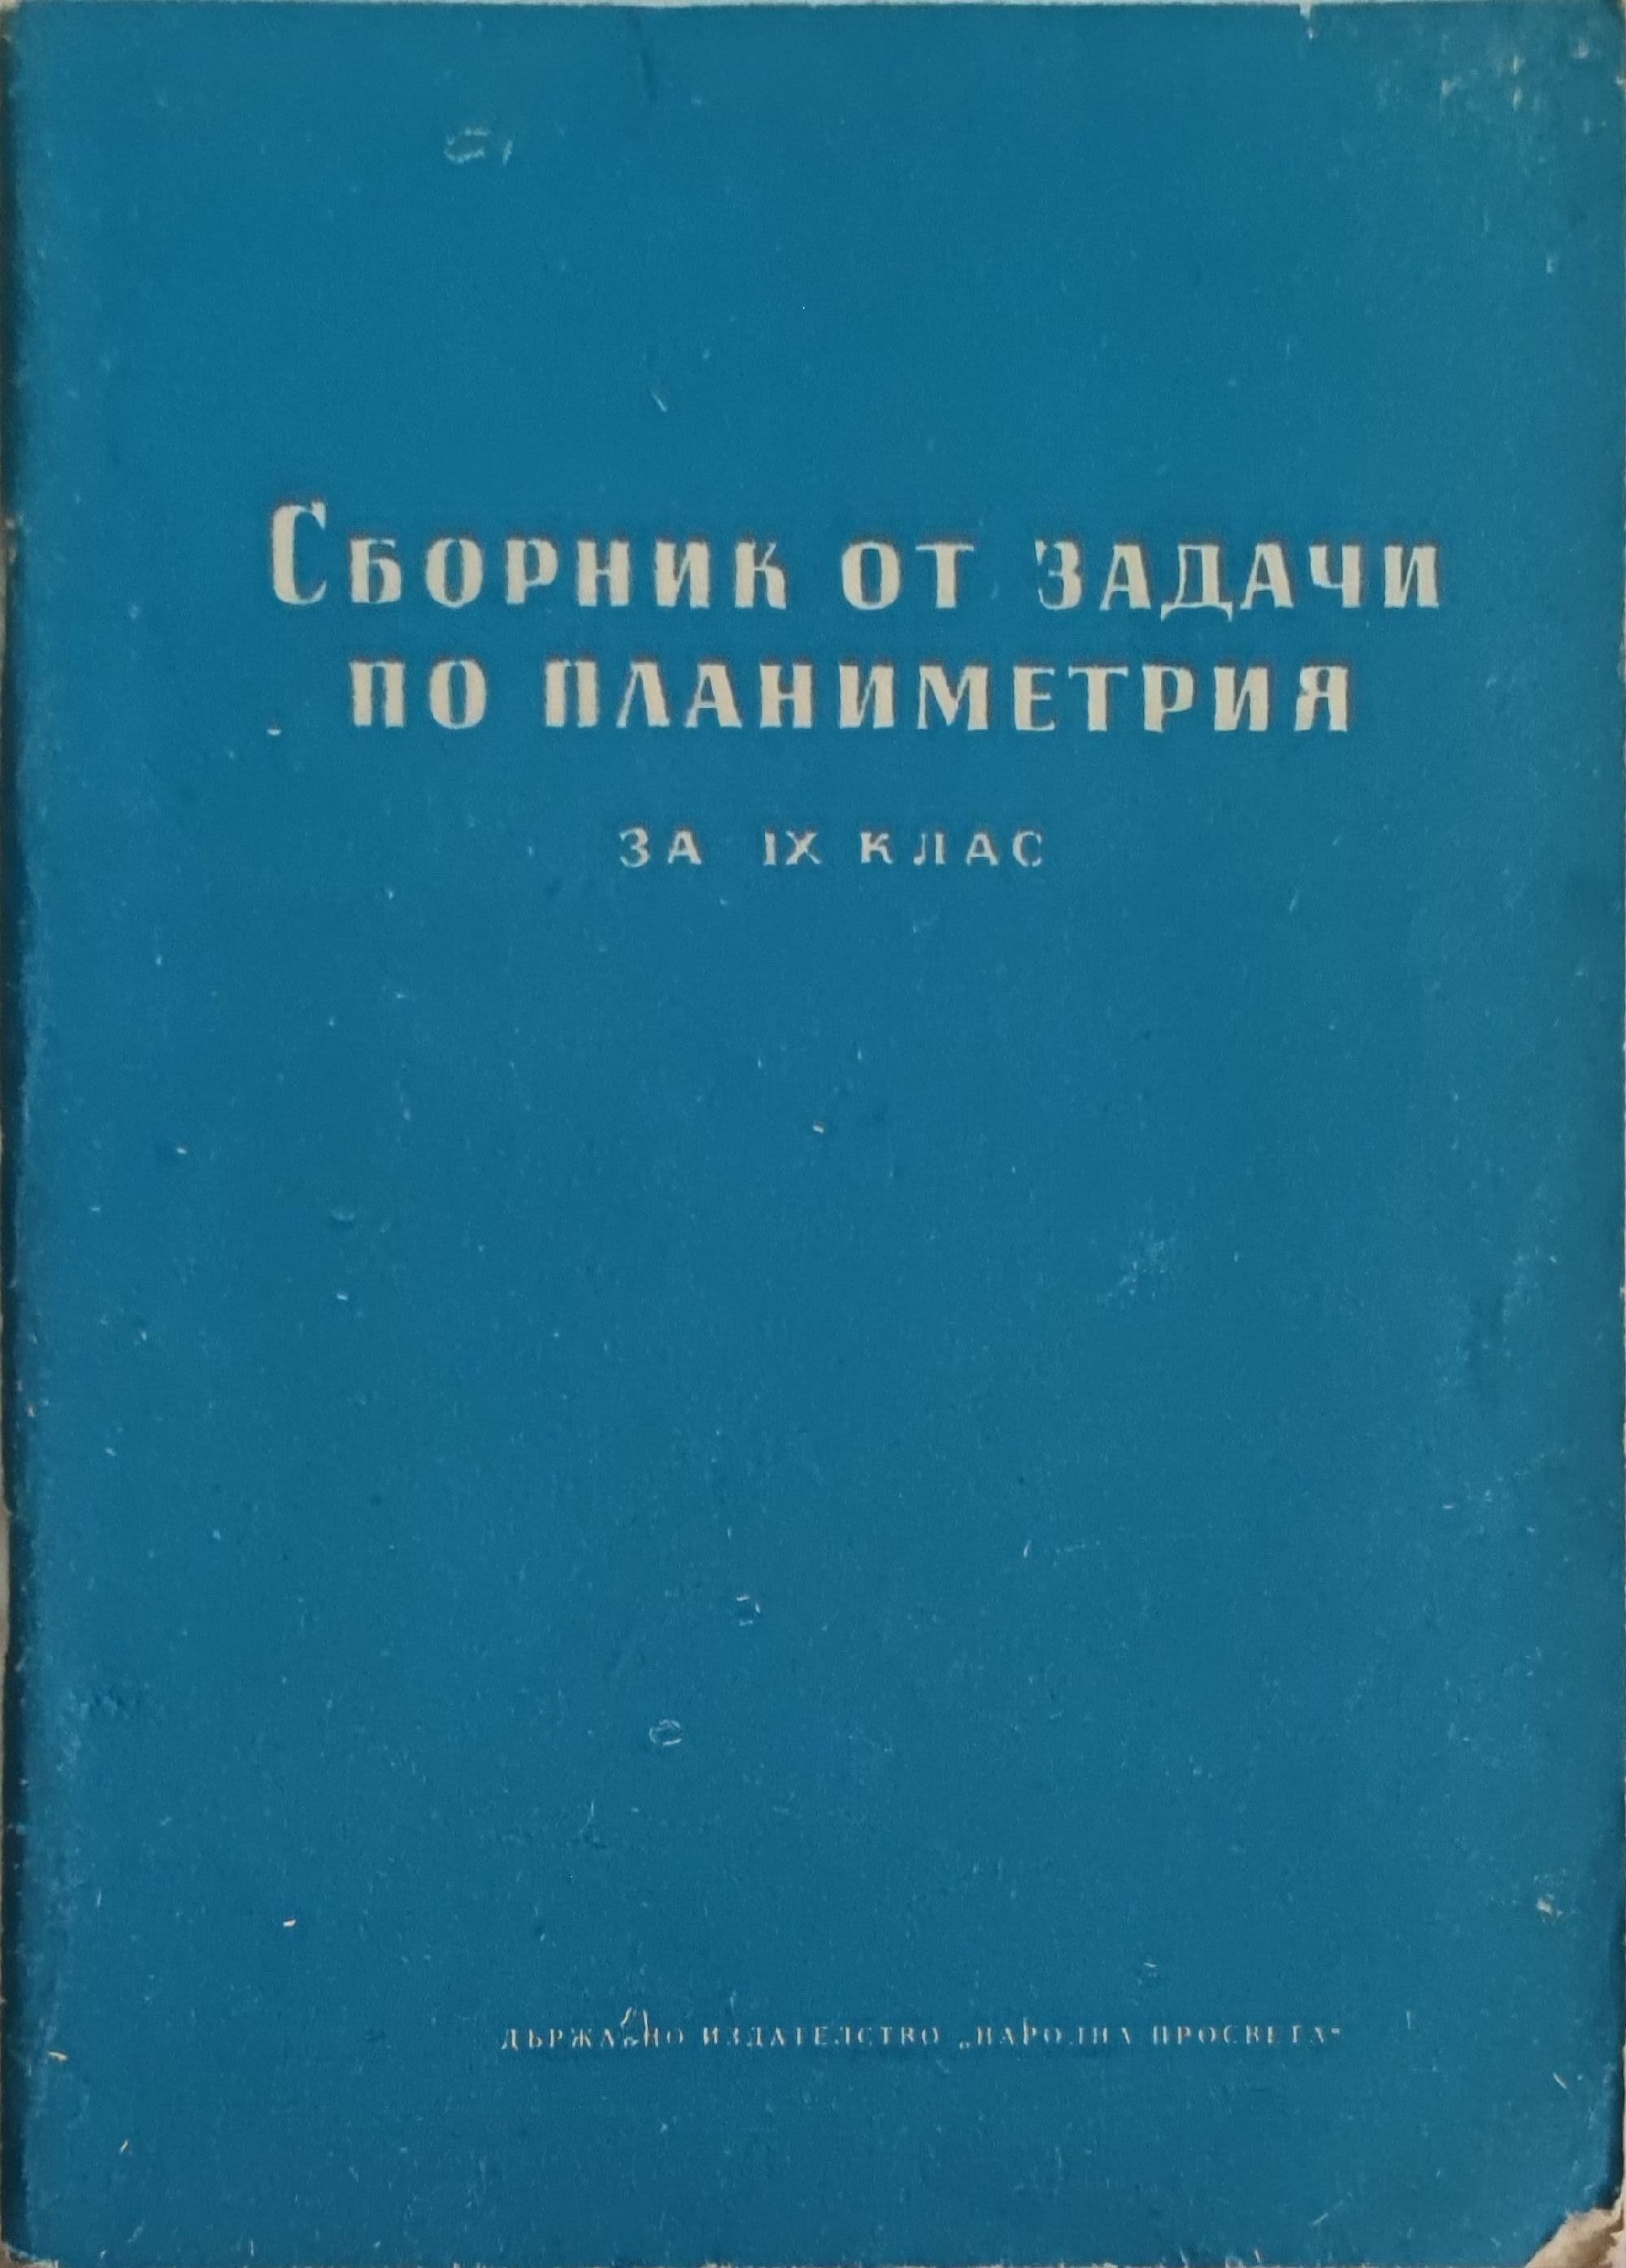 Сборник от задачи
по планиметрия
за IX клас
Държавно издателство „Народна просвета“